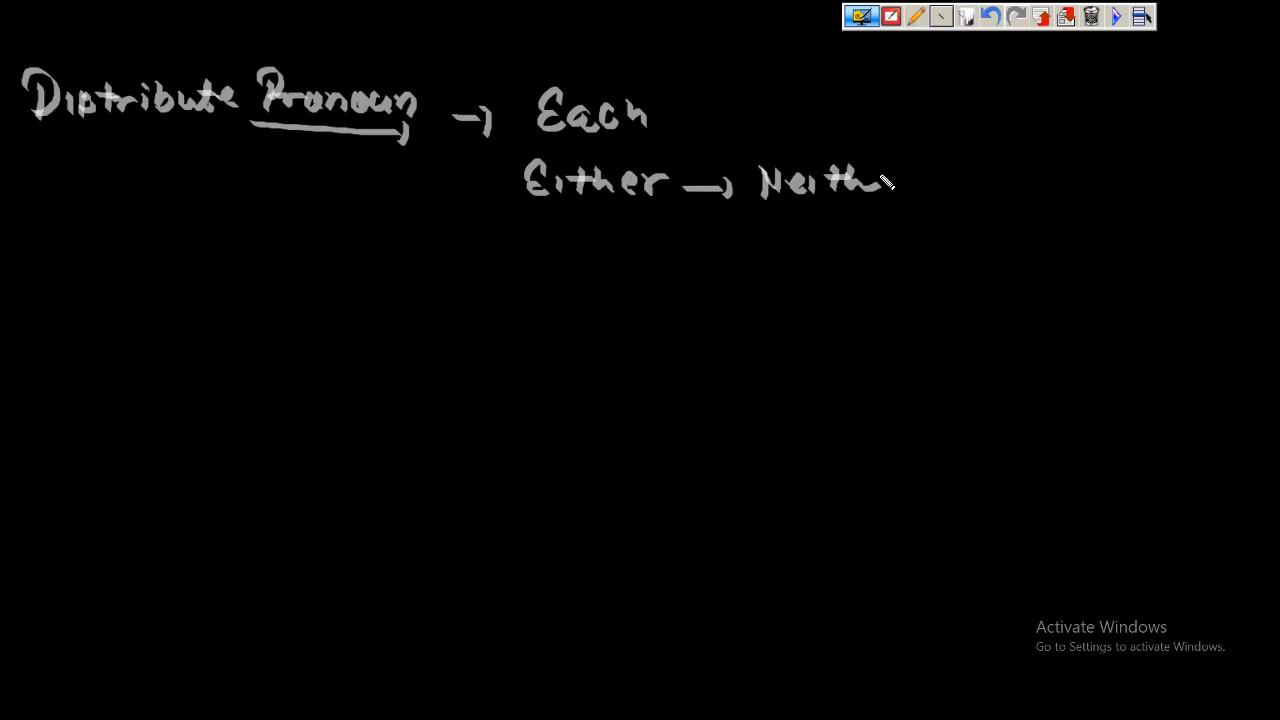 Distribute Pronoun → Each
Either → Neith
Activate Windows
Go to Settings to activate Windows.